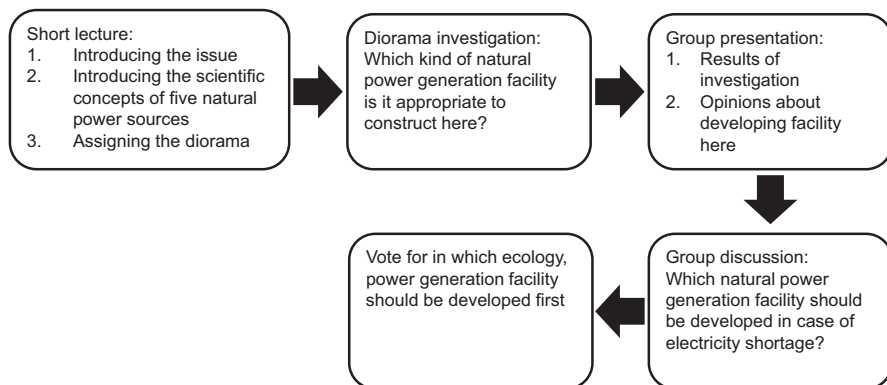 Short lecture:
1. Introducing the issue
2. Introducing the scientific
concepts of five natural
power sources
3. Assigning the diorama
Diorama investigation:
Which kind of natural
power generation facility
is it appropriate to
construct here?
Group presentation:
1. Results of
investigation
2. Opinions about
developing facility
here
Group discussion:
Which natural power
generation facility should
be developed in case of
electricity shortage?
Vote for in which ecology,
power generation facility
should be developed first